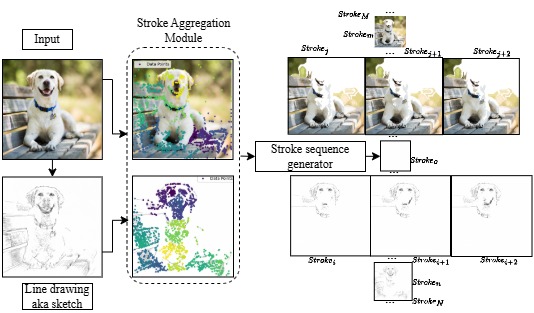 Input
Stroke Aggregation
Module
Data Points
Data Points
Line drawing
aka sketch
Stroke sequence
generator
...
Stroke_M
Stroke_m
...
Stroke_j
Stroke_{j+1}
Stroke_{j+2}
...
Stroke_0
...
Stroke_i
Stroke_{i+1}
Stroke_{i+2}
...
Stroke_n
...
Stroke_N